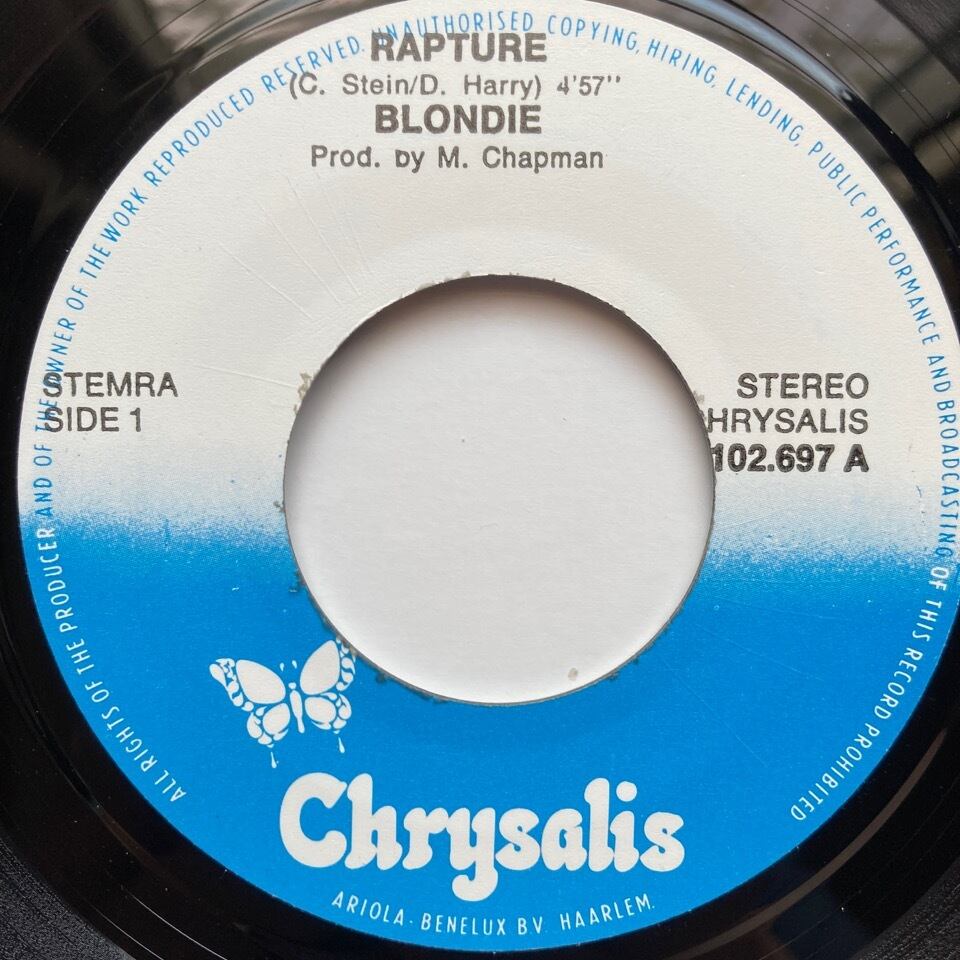 RAPTURE
(C. Stein/D. Harry) 4'57''
BLONDIE
Prod. by M. Chapman
STEMRA
SIDE 1
STEREO
CHRYSALIS
102.697 A
Chrysalis
ARIOLA - BENELUX B.V. HAARLEM.
ALL RIGHTS OF THE PRODUCER AND OF THE OWNER OF THE WORK REPRODUCED RESERVED. UNAUTHORISED COPYING, HIRING, LENDING, PUBLIC PERFORMANCE AND BROADCASTING OF THIS RECORD PROHIBITED